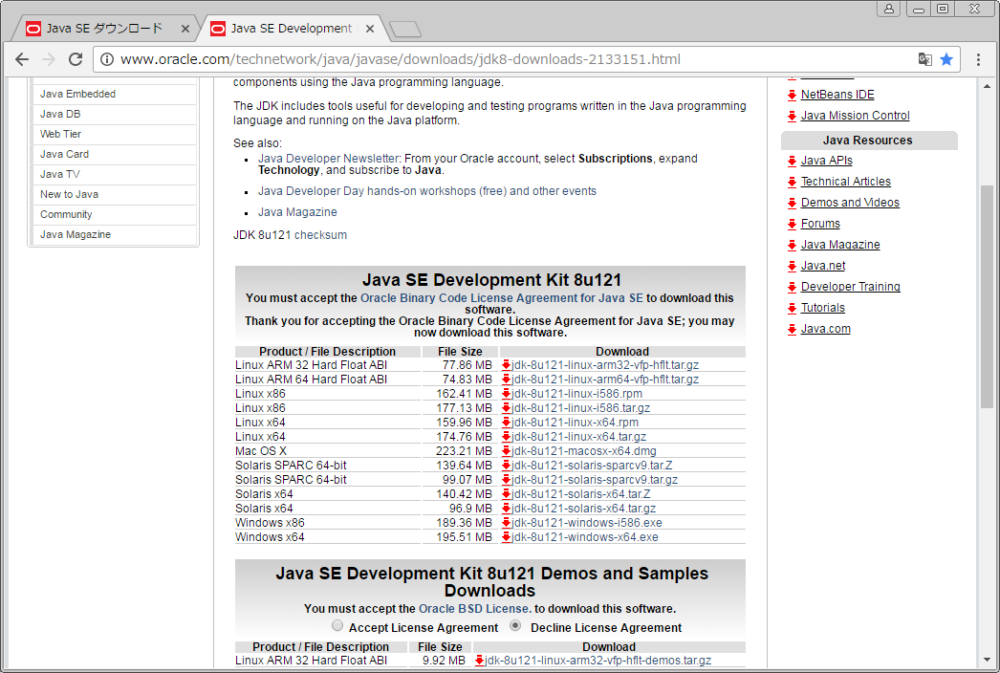 Java SE ダウンロード
Java SE Development
www.oracle.com/technetwork/java/javase/downloads/jdk8-downloads-2133151.html
Java Embedded
Java DB
Web Tier
Java Card
Java TV
New to Java
Community
Java Magazine
components using the Java programming language.
The JDK includes tools useful for developing and testing programs written in the Java programming
language and running on the Java platform.
See also:
Java Developer Newsletter: From your Oracle account, select Subscriptions, expand
Technology, and subscribe to Java.
Java Developer Day hands-on workshops (free) and other events
Java Magazine
JDK 8u121 checksum
Java SE Development Kit 8u121
You must accept the Oracle Binary Code License Agreement for Java SE to download this
software.
Thank you for accepting the Oracle Binary Code License Agreement for Java SE; you may
now download this software.
Product / File Description File Size Download
Linux ARM 32 Hard Float ABI 77.86 MB jdk-8u121-linux-arm32-vfp-hflt.tar.gz
Linux ARM 64 Hard Float ABI 74.83 MB jdk-8u121-linux-arm64-vfp-hflt.tar.gz
Linux x86 162.41 MB jdk-8u121-linux-i586.rpm
Linux x86 177.13 MB jdk-8u121-linux-i586.tar.gz
Linux x64 159.96 MB jdk-8u121-linux-x64.rpm
Linux x64 174.76 MB jdk-8u121-linux-x64.tar.gz
Mac OS X 223.21 MB jdk-8u121-macosx-x64.dmg
Solaris SPARC 64-bit 139.64 MB jdk-8u121-solaris-sparcv9.tar.Z
Solaris SPARC 64-bit 99.07 MB jdk-8u121-solaris-sparcv9.tar.gz
Solaris x64 140.42 MB jdk-8u121-solaris-x64.tar.Z
Solaris x64 96.9 MB jdk-8u121-solaris-x64.tar.gz
Windows x86 189.36 MB jdk-8u121-windows-i586.exe
Windows x64 195.51 MB jdk-8u121-windows-x64.exe
Java SE Development Kit 8u121 Demos and Samples
Downloads
You must accept the Oracle BSD License. to download this software.
Accept License Agreement Decline License Agreement
Product / File Description File Size Download
Linux ARM 32 Hard Float ABI 9.92 MB jdk-8u121-linux-arm32-vfp-hflt-demos.tar.gz
NetBeans IDE
Java Mission Control
Java Resources
Java APIs
Technical Articles
Demos and Videos
Forums
Java Magazine
Java.net
Developer Training
Tutorials
Java.com